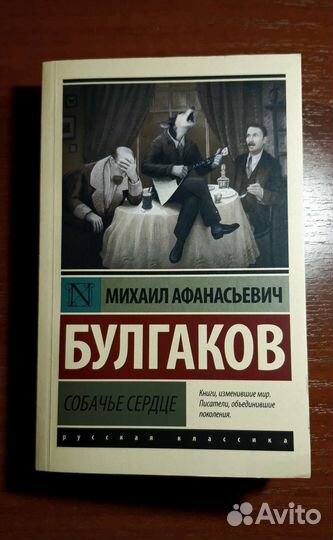 N
МИХАИЛ АФАНАСЬЕВИЧ
БУЛГАКОВ
СОБАЧЬЕ СЕРДЦЕ
Книги, изменившие мир.
Писатели, объединившие
поколения.
русская классика
Avito